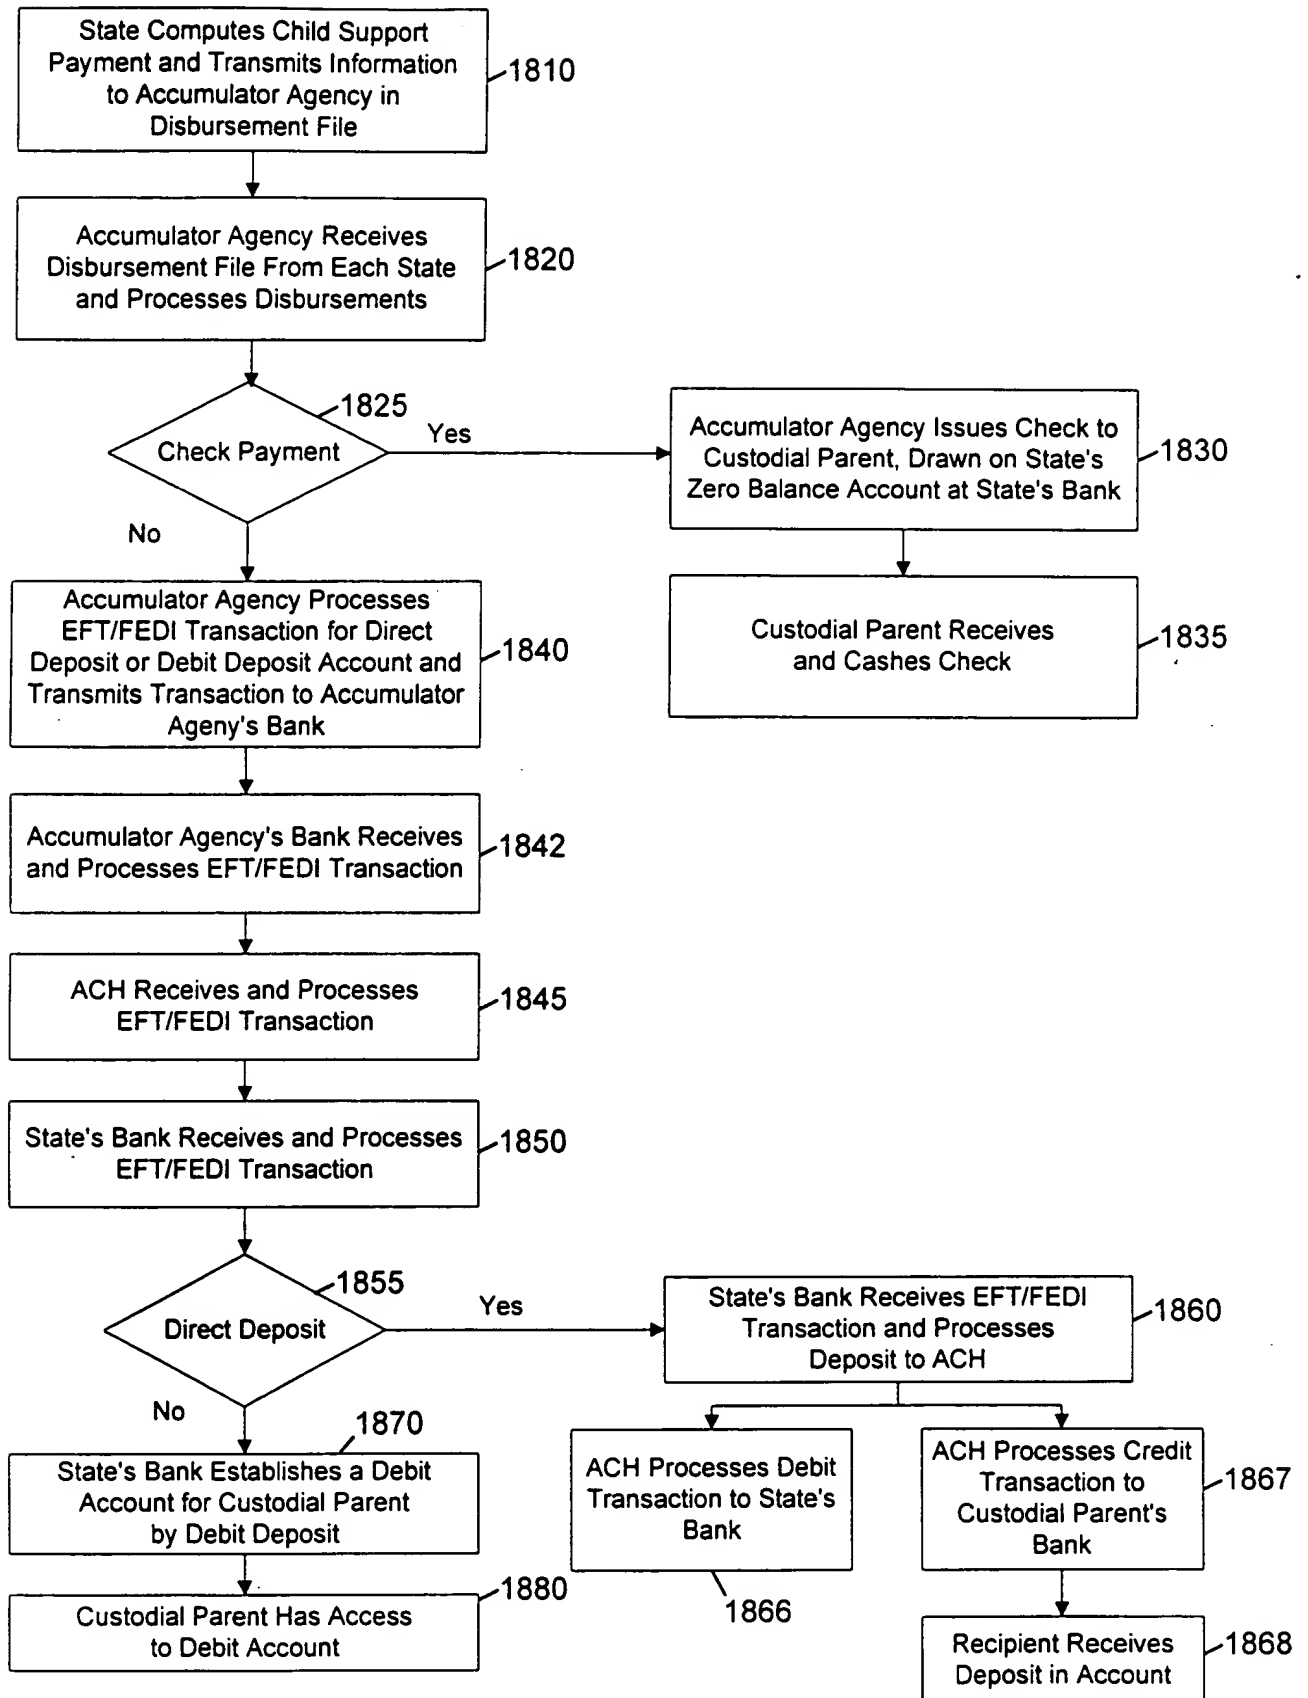 State Computes Child Support
Payment and Transmits Information
to Accumulator Agency in
Disbursement File
1810
Accumulator Agency Receives
Disbursement File From Each State
and Processes Disbursements
1820
1825
Check Payment
Yes
No
Accumulator Agency Issues Check to
Custodial Parent, Drawn on State's
Zero Balance Account at State's Bank
1830
Custodial Parent Receives
and Cashes Check
1835
Accumulator Agency Processes
EFT/FEDI Transaction for Direct
Deposit or Debit Deposit Account and
Transmits Transaction to Accumulator
Ageny's Bank
1840
Accumulator Agency's Bank Receives
and Processes EFT/FEDI Transaction
1842
ACH Receives and Processes
EFT/FEDI Transaction
1845
State's Bank Receives and Processes
EFT/FEDI Transaction
1850
1855
Direct Deposit
Yes
No
State's Bank Receives EFT/FEDI
Transaction and Processes
Deposit to ACH
1860
1870
State's Bank Establishes a Debit
Account for Custodial Parent
by Debit Deposit
ACH Processes Debit
Transaction to State's
Bank
1866
ACH Processes Credit
Transaction to
Custodial Parent's
Bank
1867
1880
Custodial Parent Has Access
to Debit Account
Recipient Receives
Deposit in Account
1868